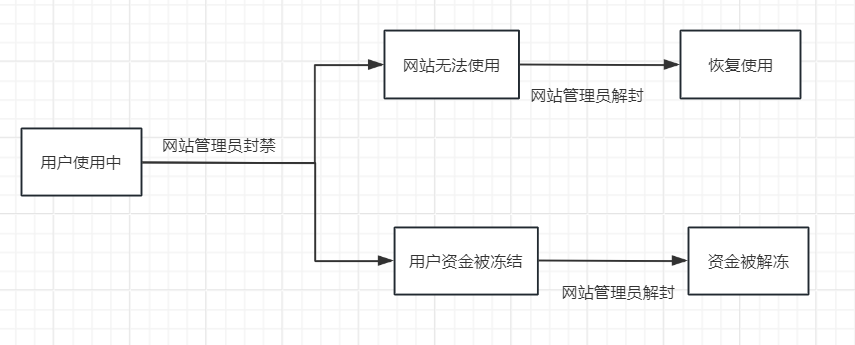 网站无法使用
恢复使用
网站管理员解封
网站管理员封禁
用户使用中
用户资金被冻结
资金被解冻
网站管理员解封